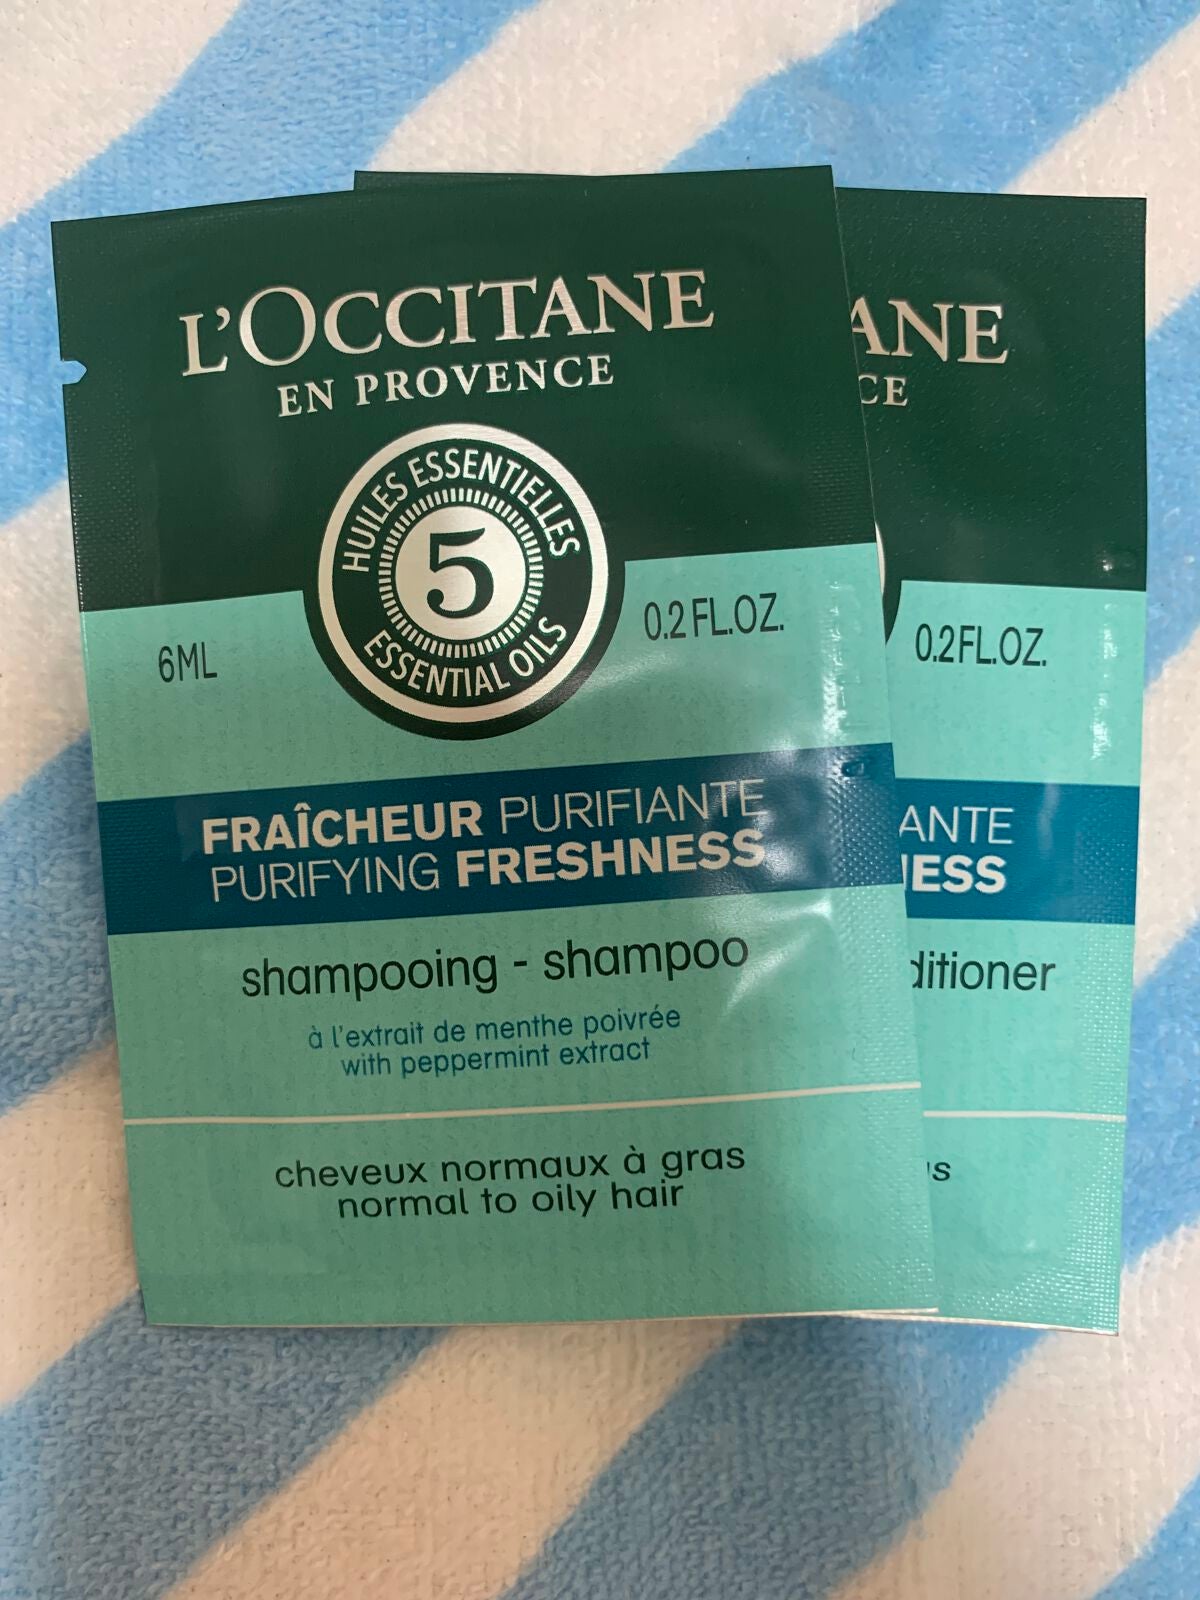 L'OCCITANE
EN PROVENCE
HUILES ESSENTIELLES
5
ESSENTIAL OILS
6ML
0.2 FL.OZ.
FRAÎCHEUR PURIFIANTE
PURIFYING FRESHNESS
shampooing - shampoo
à l'extrait de menthe poivrée
with peppermint extract
cheveux normaux à gras
normal to oily hair
ANE
CE
0.2FL.OZ.
ANTE
NESS
ditioner